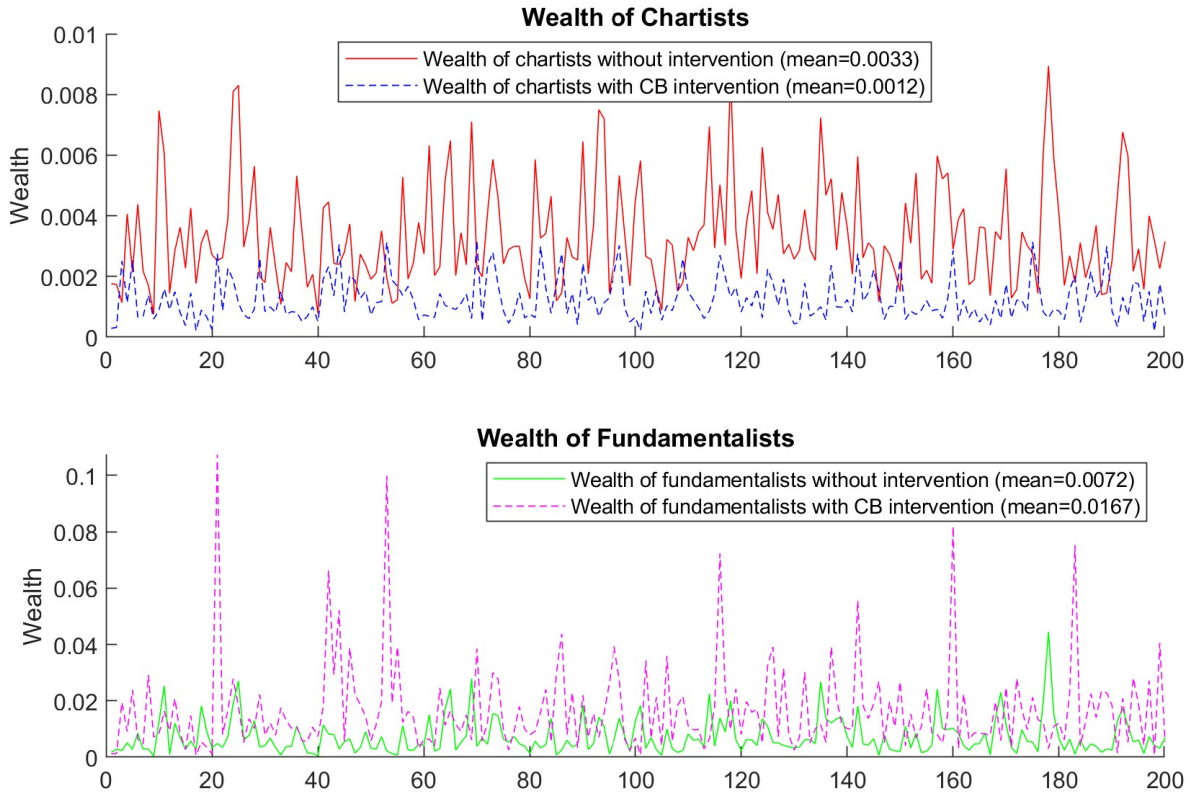 Wealth of Chartists
0.01
Wealth of chartists without intervention (mean=0.0033)
Wealth of chartists with CB intervention (mean=0.0012)
0.008
0.006
Wealth
0.004
0.002
0
0 20 40 60 80 100 120 140 160 180 200
Wealth of Fundamentalists
0.1
Wealth of fundamentalists without intervention (mean=0.0072)
Wealth of fundamentalists with CB intervention (mean=0.0167)
0.08
0.06
Wealth
0.04
0.02
0
0 20 40 60 80 100 120 140 160 180 200